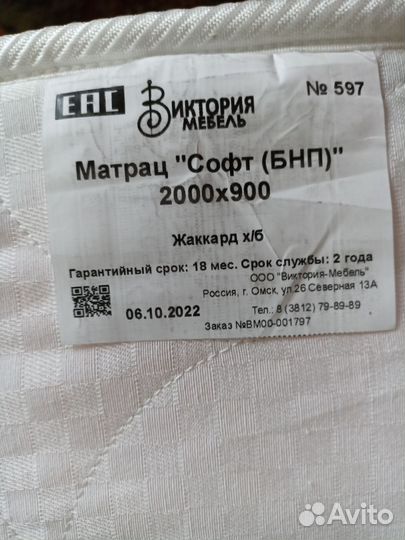 ЕАС ВИКТОРИЯ МЕБЕЛЬ № 597
Матрац "Софт (БНП)"
2000х900
Жаккард х/б
Гарантийный срок: 18 мес. Срок службы: 2 года
ООО "Виктория-Мебель"
Россия, г. Омск, ул.26 Северная 13А
06.10.2022 Тел.: 8 (3812) 79-89-89
Заказ №ВМ00-001797
Avito